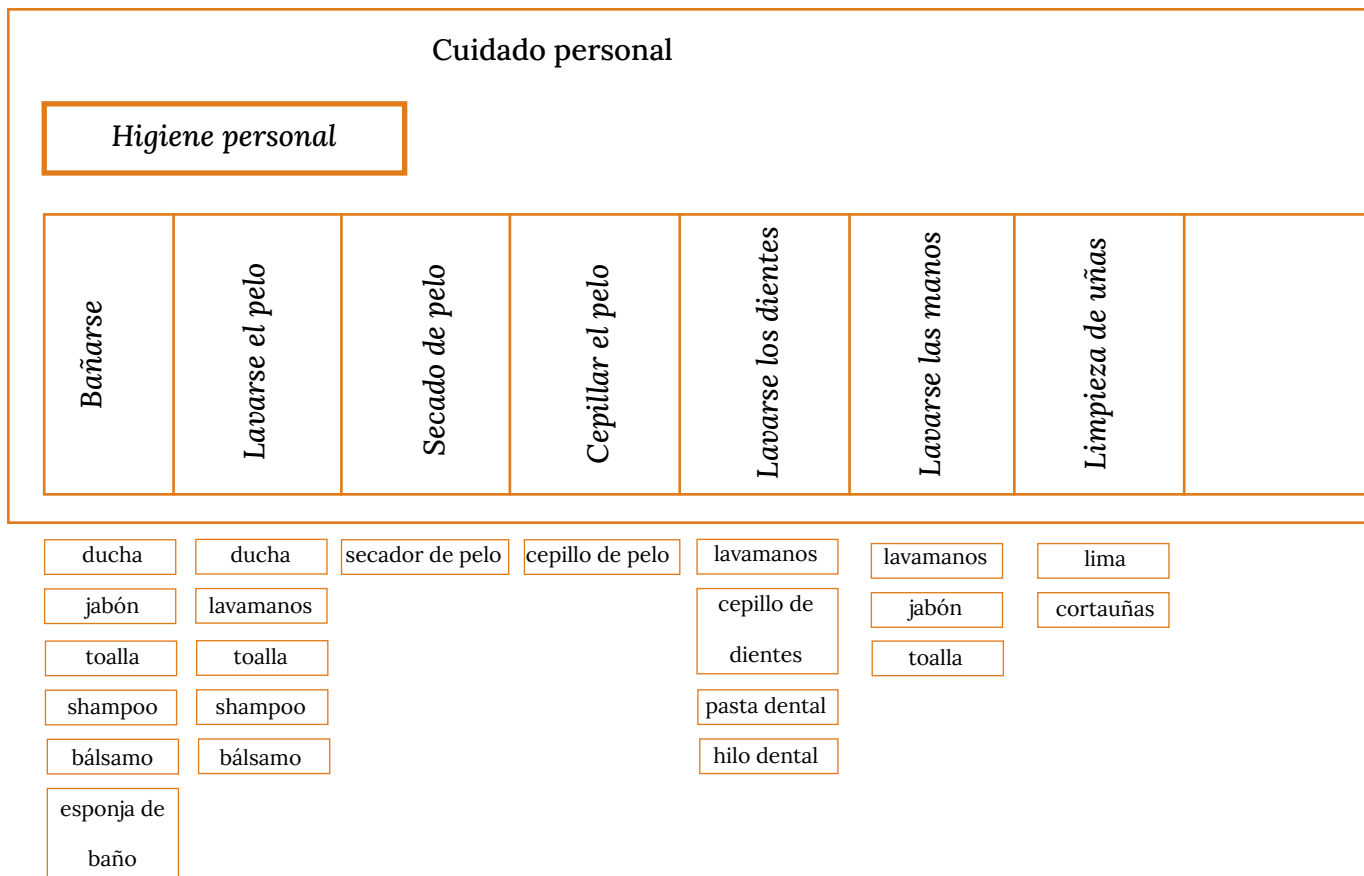 Cuidado personal
Higiene personal
Bañarse
Lavarse el pelo
Secado de pelo
Cepillar el pelo
Lavarse los dientes
Lavarse las manos
Limpieza de uñas
ducha
jabón
toalla
shampoo
bálsamo
esponja de
baño
ducha
lavamanos
toalla
shampoo
bálsamo
secador de pelo
cepillo de pelo
lavamanos
cepillo de
dientes
pasta dental
hilo dental
lavamanos
jabón
toalla
lima
cortauñas